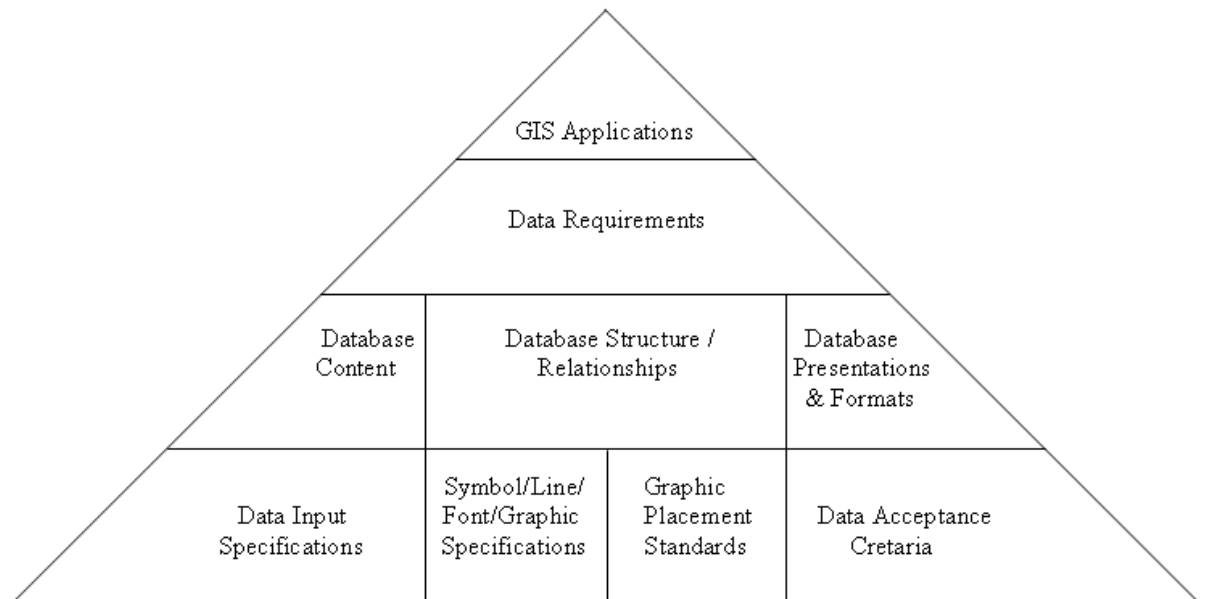 GIS Applications
Data Requirements
Database
Content
Database Structure /
Relationships
Database
Presentations
& Formats
Data Input
Specifications
Symbol/Line/
Font/Graphic
Specifications
Graphic
Placement
Standards
Data Acceptance
Cretaria